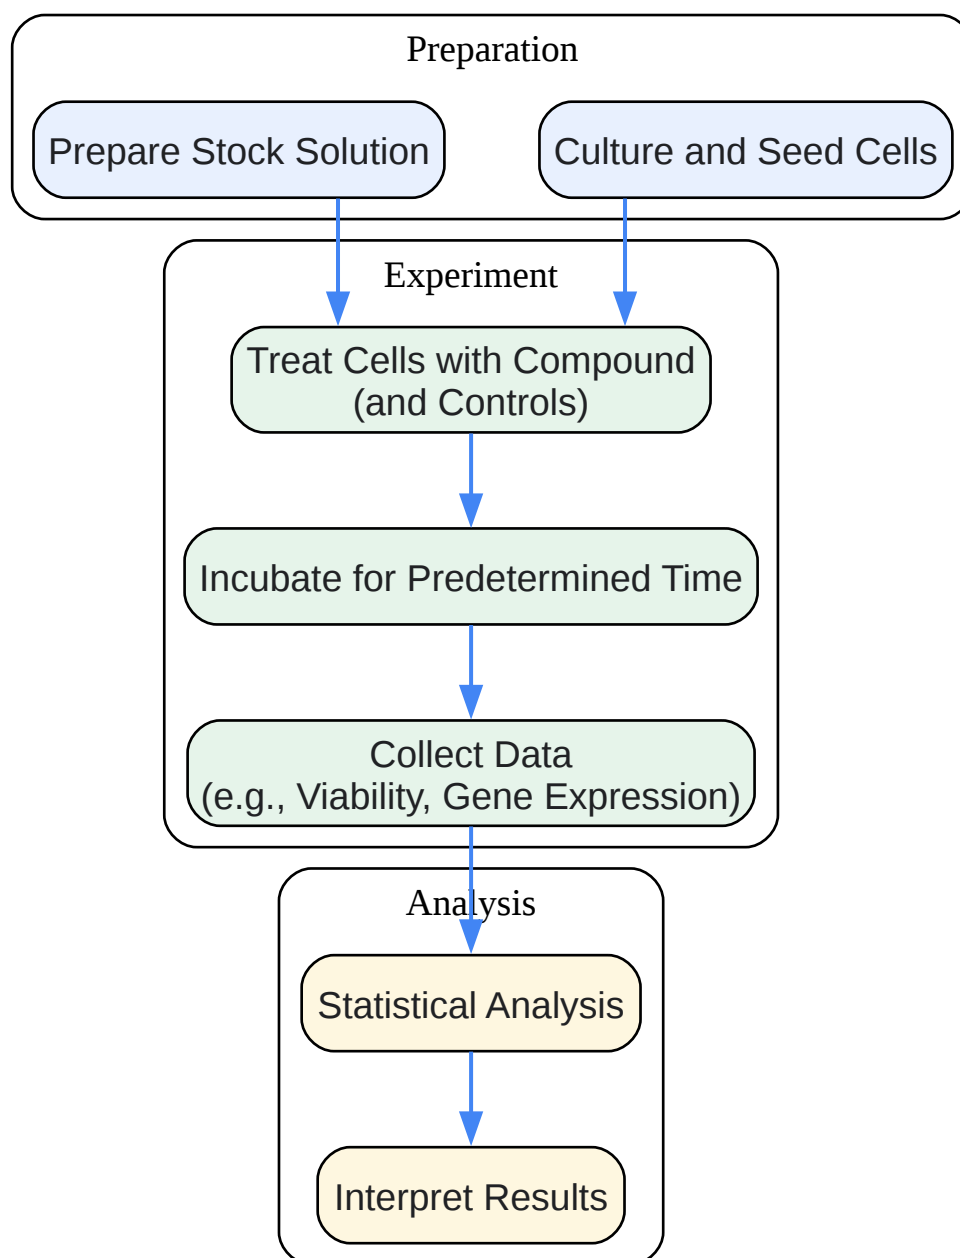 Preparation
Prepare Stock Solution
Culture and Seed Cells
Experiment
Treat Cells with Compound
(and Controls)
Incubate for Predetermined Time
Collect Data
(e.g., Viability, Gene Expression)
Analysis
Statistical Analysis
Interpret Results